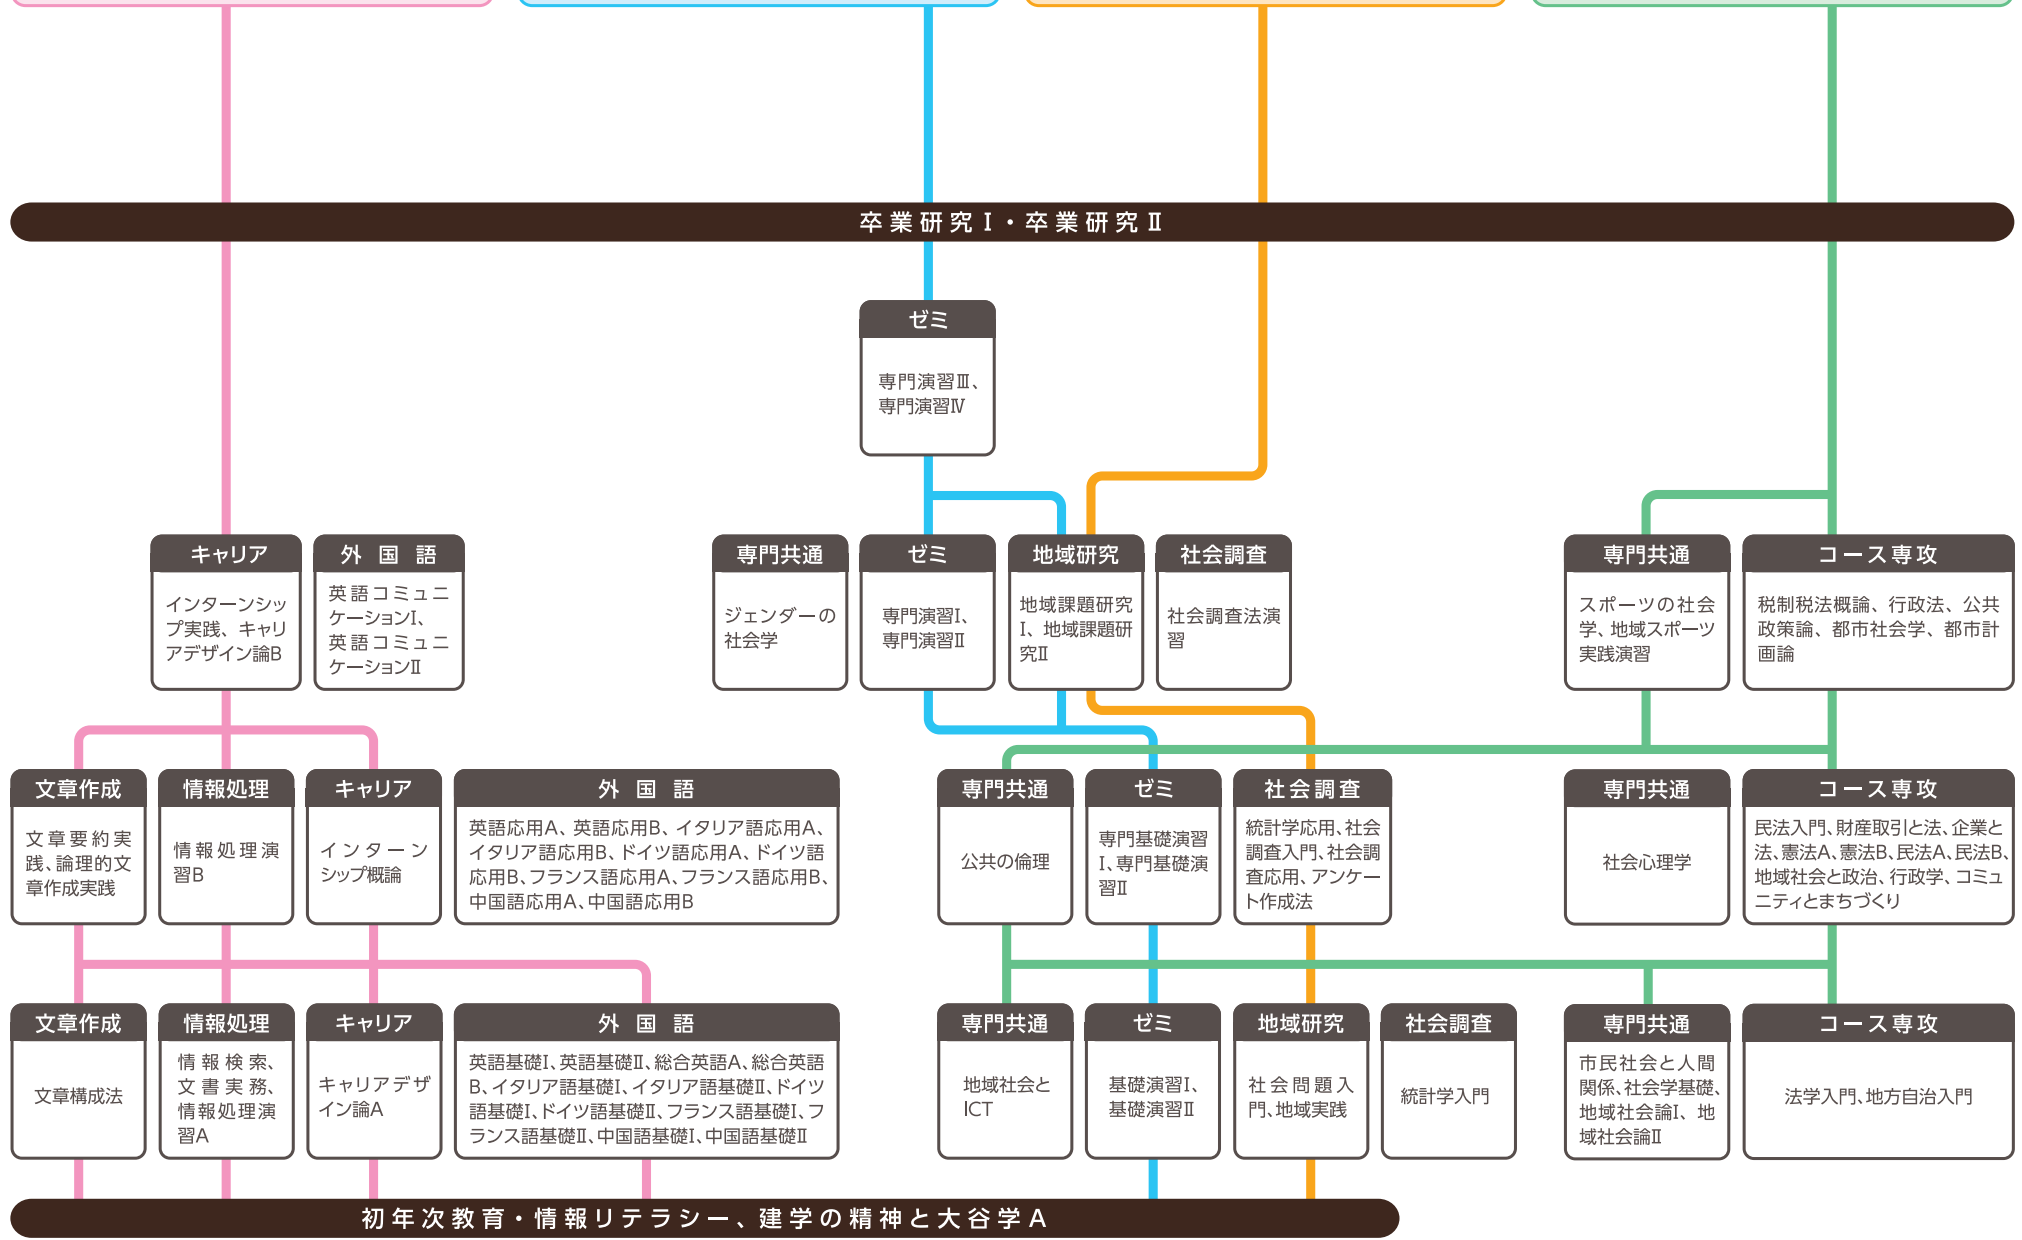 卒業研究Ⅰ・卒業研究Ⅱ
ゼミ
専門演習Ⅲ、
専門演習Ⅳ
キャリア
インターンシッ
プ実践、キャリ
アデザイン論B
外国語
英語コミュニ
ケーションⅠ、
英語コミュニ
ケーションⅡ
専門共通
ジェンダーの
社会学
ゼミ
専門演習Ⅰ、
専門演習Ⅱ
地域研究
地域課題研究
Ⅰ、地域課題研
究Ⅱ
社会調査
社会調査法演
習
専門共通
スポーツの社会
学、地域スポーツ
実践演習
コース専攻
税制税法概論、行政法、公共
政策論、都市社会学、都市計
画論
文章作成
文章要約実
践、論理的文
章作成実践
情報処理
情報処理演
習B
キャリア
インターン
シップ概論
外国語
英語応用A、英語応用B、イタリア語応用A、
イタリア語応用B、ドイツ語応用A、ドイツ語
応用B、フランス語応用A、フランス語応用B、
中国語応用A、中国語応用B
専門共通
公共の倫理
ゼミ
専門基礎演習
Ⅰ、専門基礎演
習Ⅱ
社会調査
統計学応用、社会
調査入門、社会調
査応用、アンケー
ト作成法
専門共通
社会心理学
コース専攻
民法入門、財産取引と法、企業と
法、憲法A、憲法B、民法A、民法B、
地域社会と政治、行政学、コミュ
ニティとまちづくり
文章作成
文章構成法
情報処理
情報検索、
文書実務、
情報処理演
習A
キャリア
キャリアデザ
イン論A
外国語
英語基礎Ⅰ、英語基礎Ⅱ、総合英語A、総合英語
B、イタリア語基礎Ⅰ、イタリア語基礎Ⅱ、ドイツ
語基礎Ⅰ、ドイツ語基礎Ⅱ、フランス語基礎Ⅰ、フ
ランス語基礎Ⅱ、中国語基礎Ⅰ、中国語基礎Ⅱ
専門共通
地域社会と
ICT
ゼミ
基礎演習Ⅰ、
基礎演習Ⅱ
地域研究
社会問題入
門、地域実践
社会調査
統計学入門
専門共通
市民社会と人間
関係、社会学基礎、
地域社会論Ⅰ、地
域社会論Ⅱ
コース専攻
法学入門、地方自治入門
初年次教育・情報リテラシー、建学の精神と大谷学A